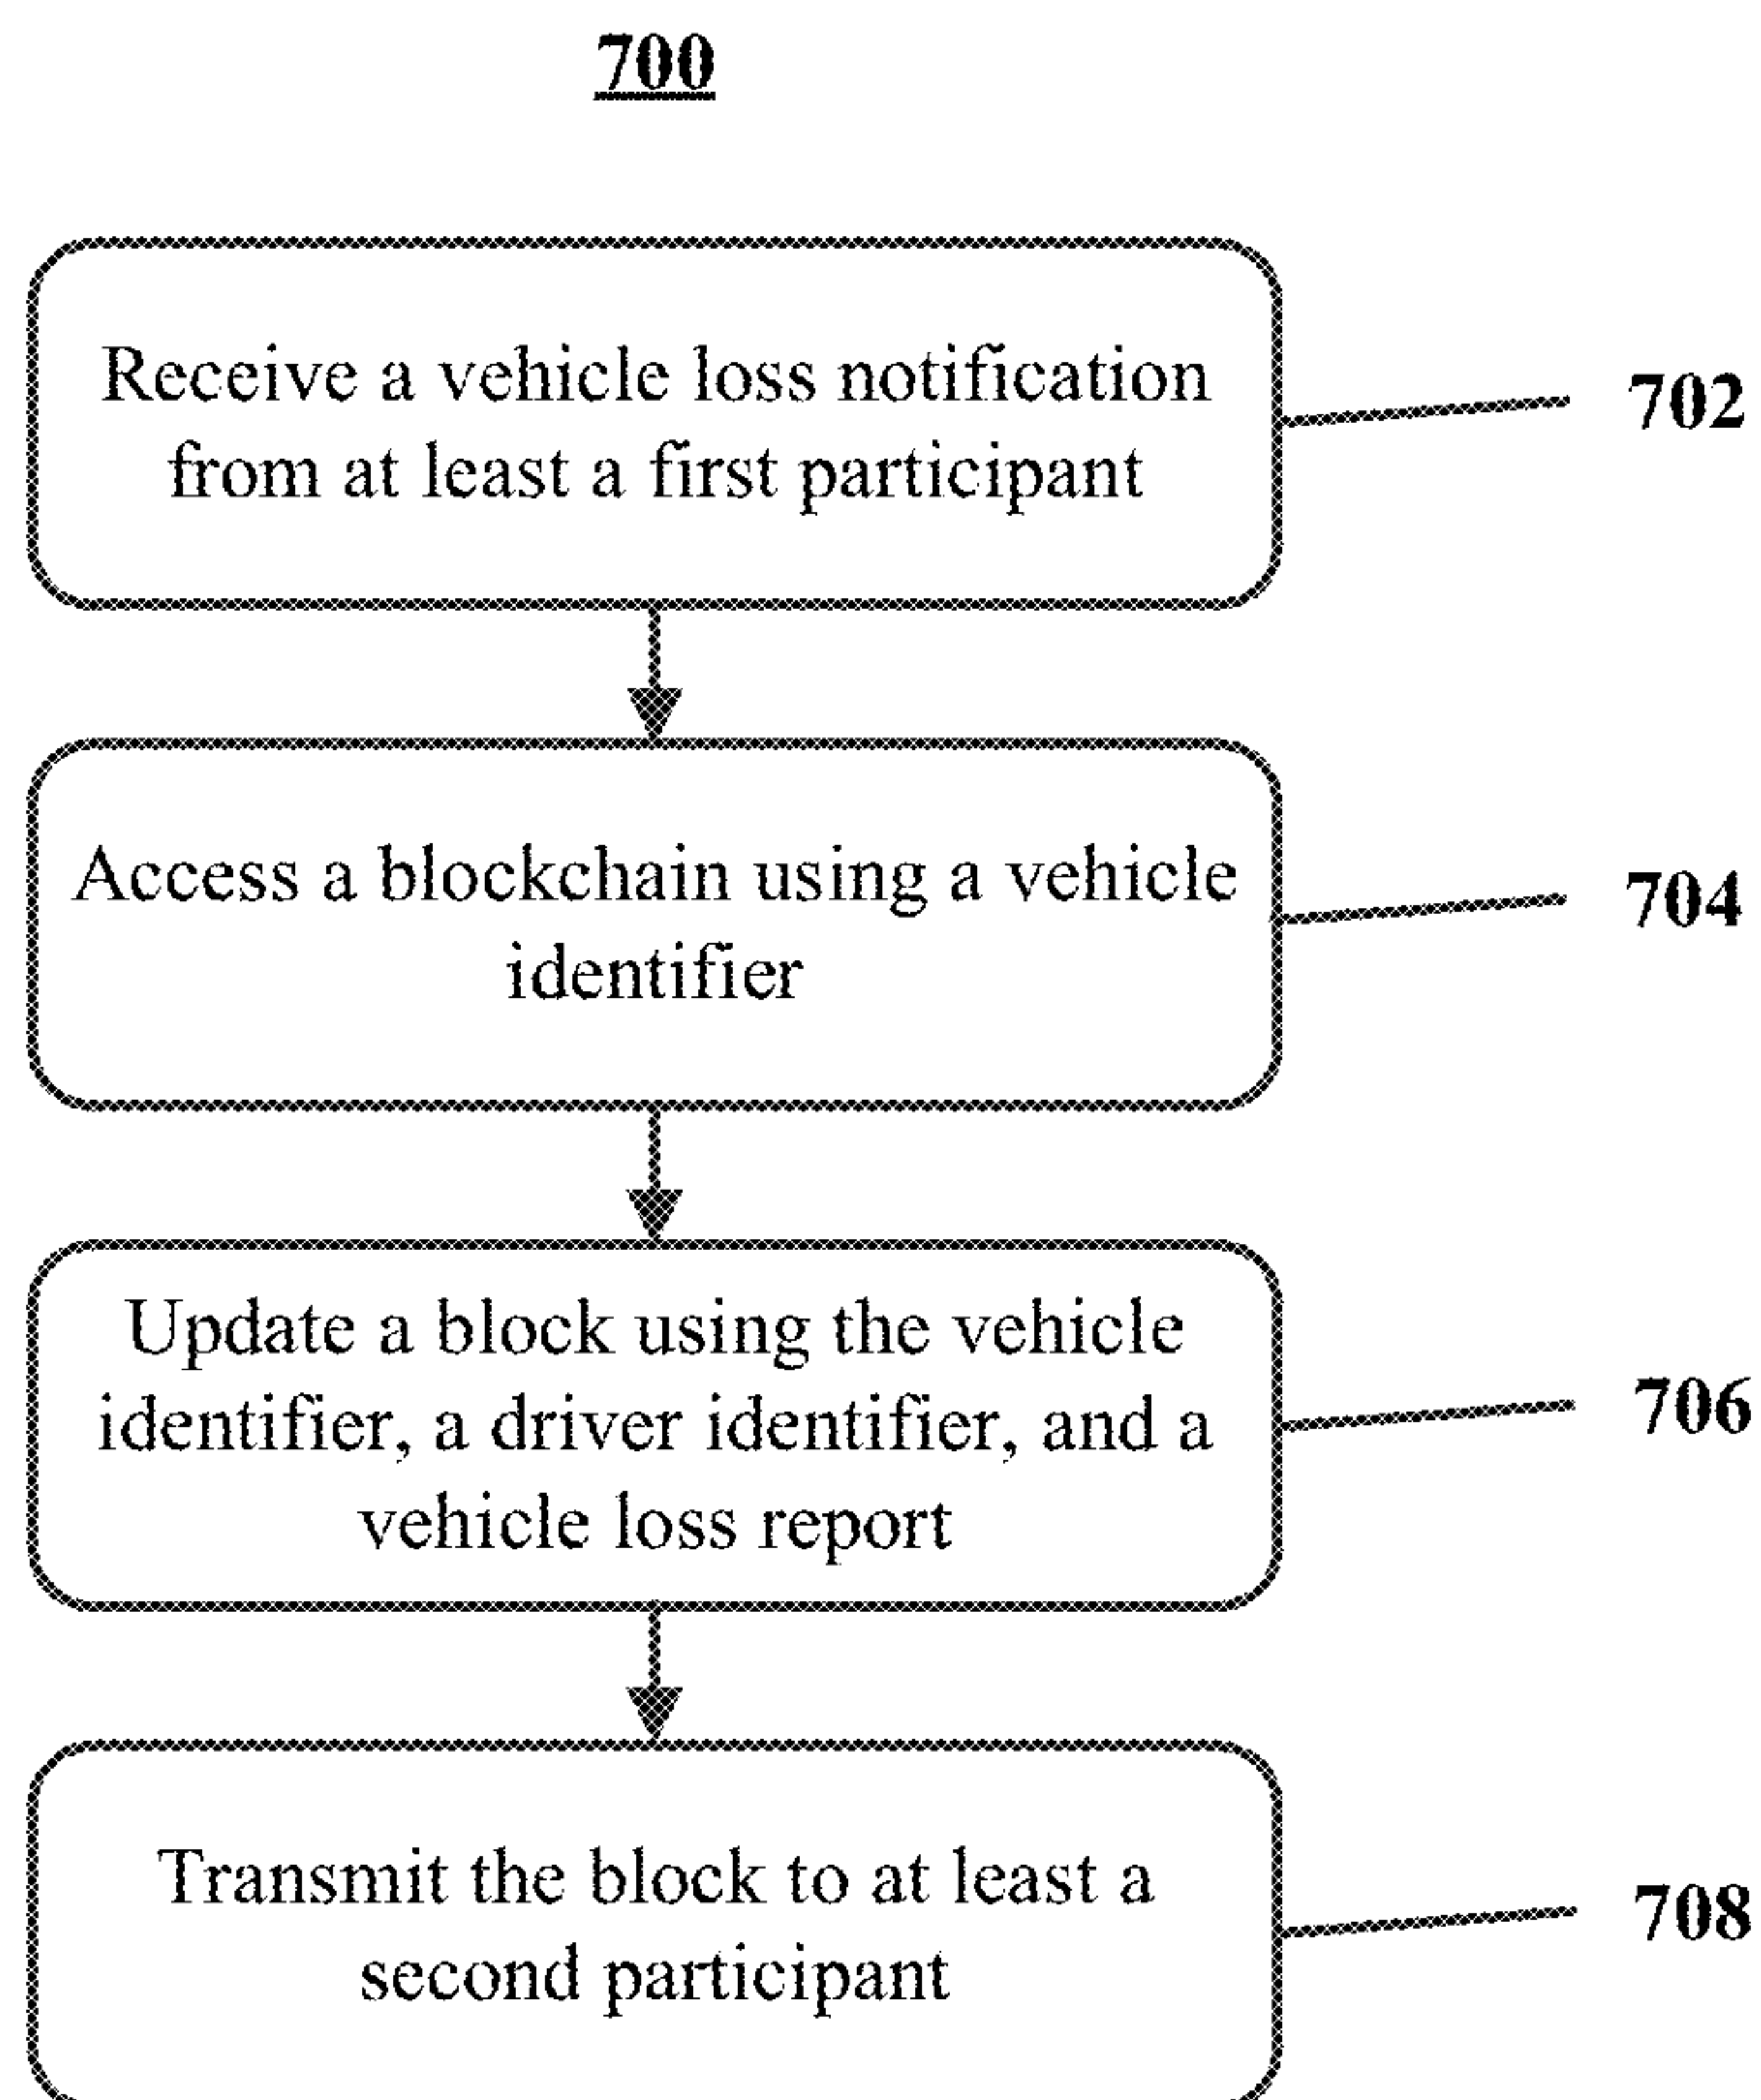 700
Receive a vehicle loss notification
from at least a first participant
702
Access a blockchain using a vehicle
identifier
704
Update a block using the vehicle
identifier, a driver identifier, and a
vehicle loss report
706
Transmit the block to at least a
second participant
708